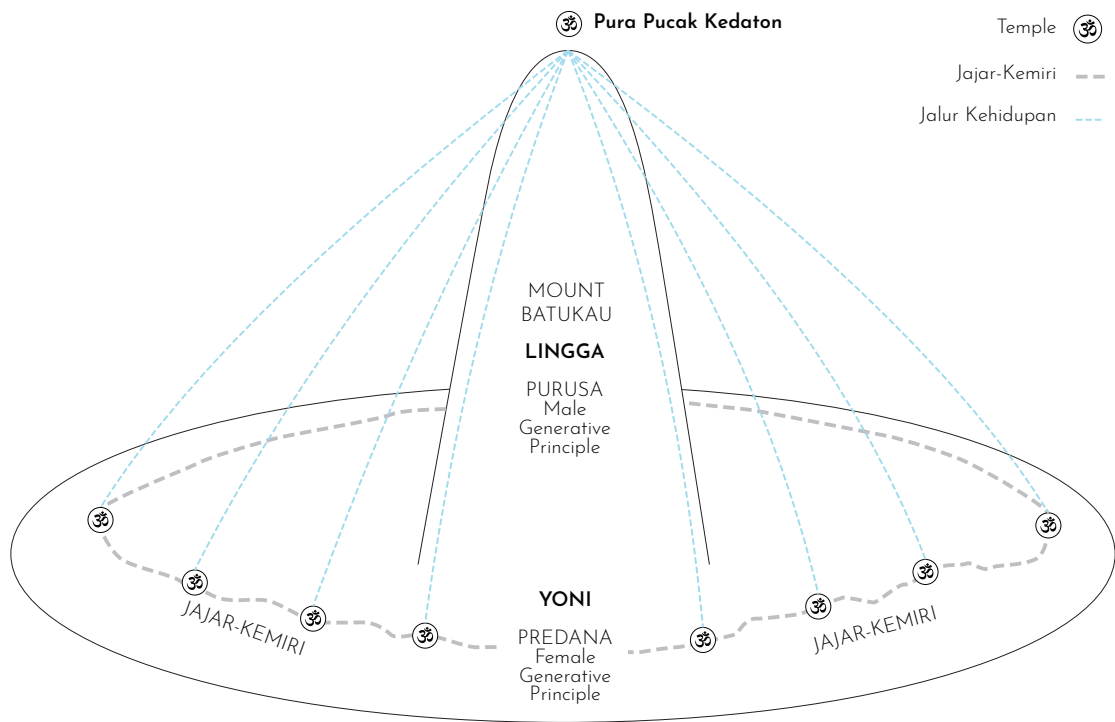 Pura Pucak Kedaton
Temple
Jajar-Kemiri
Jalur Kehidupan
MOUNT
BATUKAU
LINGGA
PURUSA
Male
Generative
Principle
YONI
PREDANA
Female
Generative
Principle
JAJAR-KEMIRI
JAJAR-KEMIRI
ॐ
ॐ
ॐ
ॐ
ॐ
ॐ
ॐ
ॐ
ॐ
ॐ